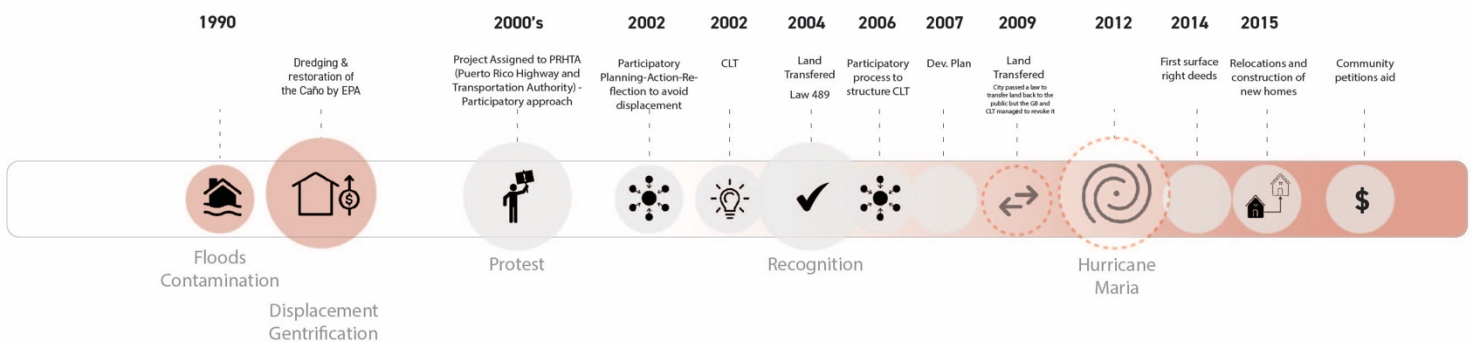 1990
2000's
2002
2002
2004
2006
2007
2009
2012
2014
2015
Dredging &
restoration of
the Caño by EPA
Project Assigned to PRHTA
(Puerto Rico Highway and
Transportation Authority) -
Participatory approach
Participatory
Planning-Action-Re-
flection to avoid
displacement
CLT
Land
Transfered
Law 489
Participatory
process to
structure CLT
Dev. Plan
Land
Transfered
City passed a law to
transfer land back to the
public but the G8 and
CLT managed to revoke it
First surface
right deeds
Relocations and
construction of
new homes
Community
petitions aid
$
$
Floods
Contamination
Displacement
Gentrification
Protest
Recognition
Hurricane
Maria